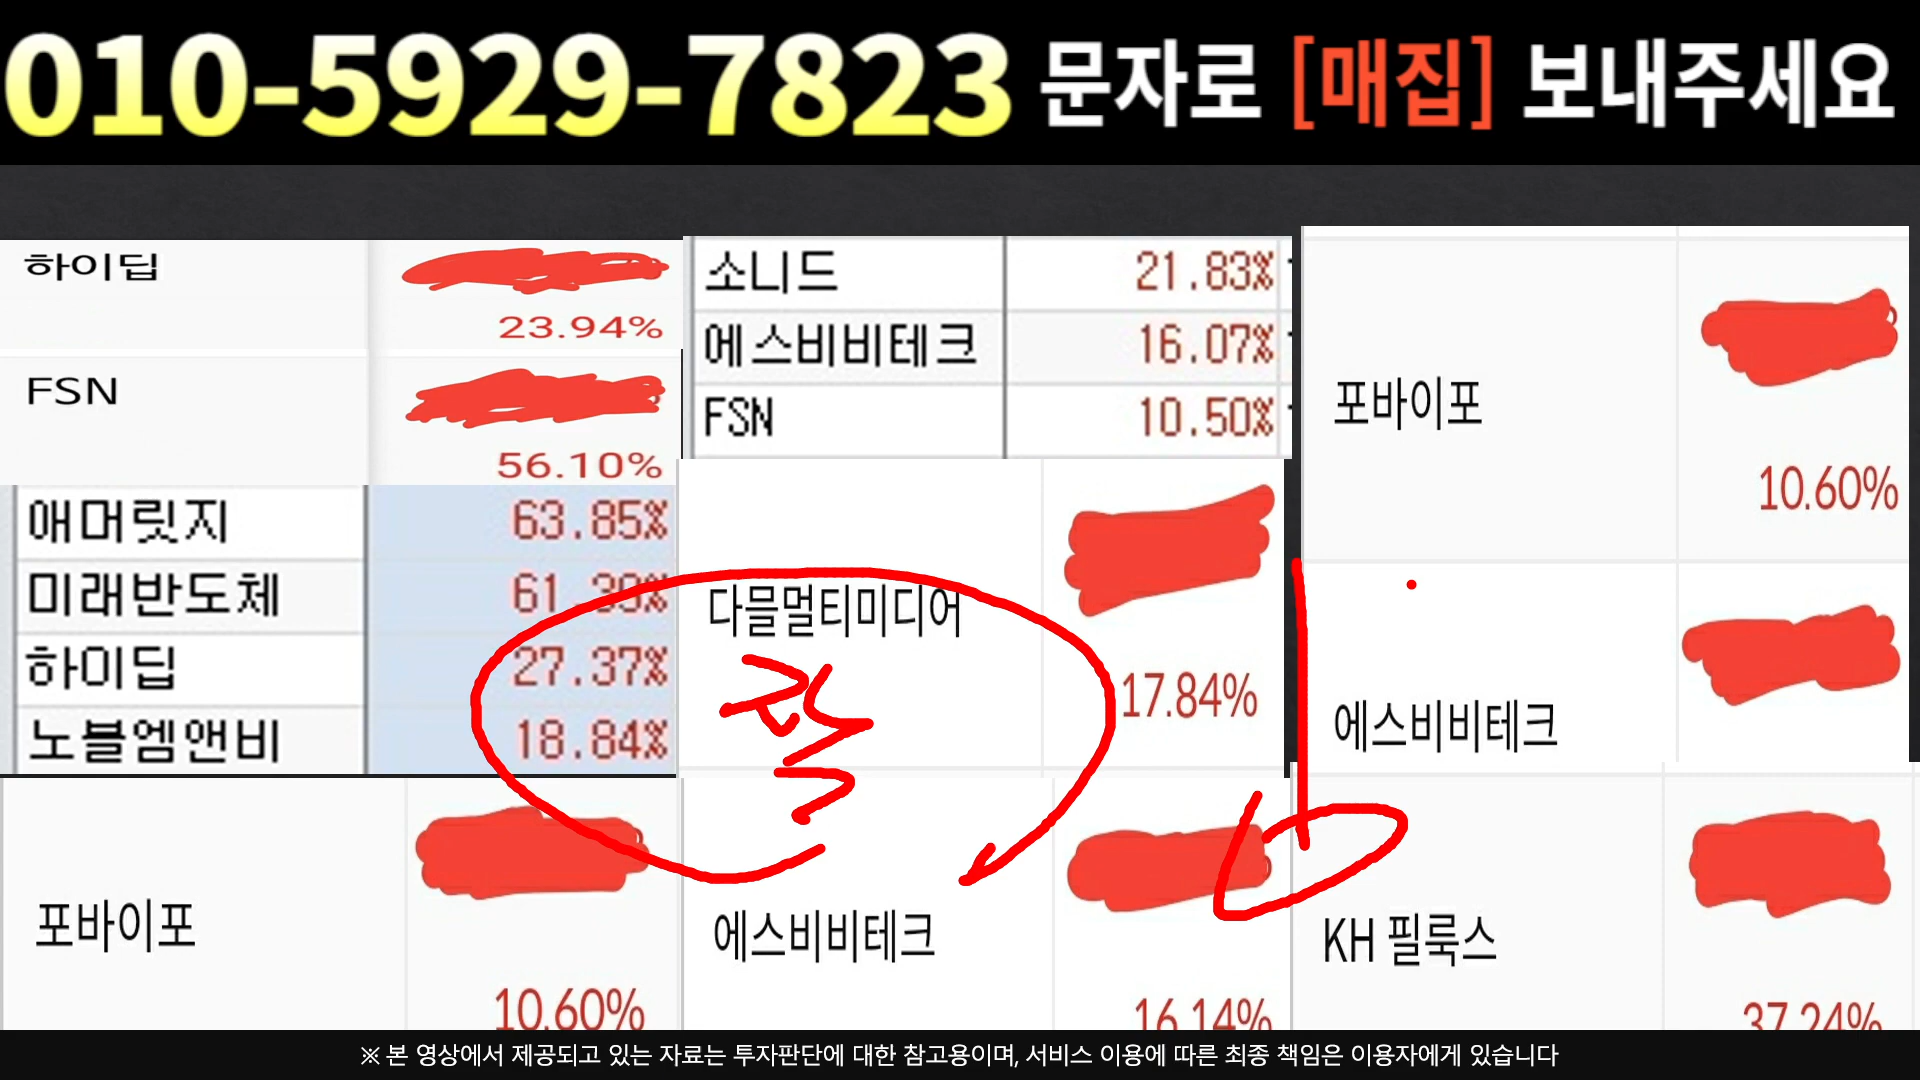 010-5929-7823 문자로 [매집] 보내주세요
하이딥
23.94%
FSN
56.10%
애머릿지 63.85%
미래반도체 61.39%
하이딥 27.37%
노블엠앤비 18.84%
소니드 21.83%
에스비비테크 16.07%
FSN 10.50%
다믈멀티미디어
17.84%
포바이포
10.60%
에스비비테크
포바이포
10.60%
에스비비테크
16.14%
KH 필룩스
37.24%
※ 본 영상에서 제공되고 있는 자료는 투자판단에 대한 참고용이며, 서비스 이용에 따른 최종 책임은 이용자에게 있습니다